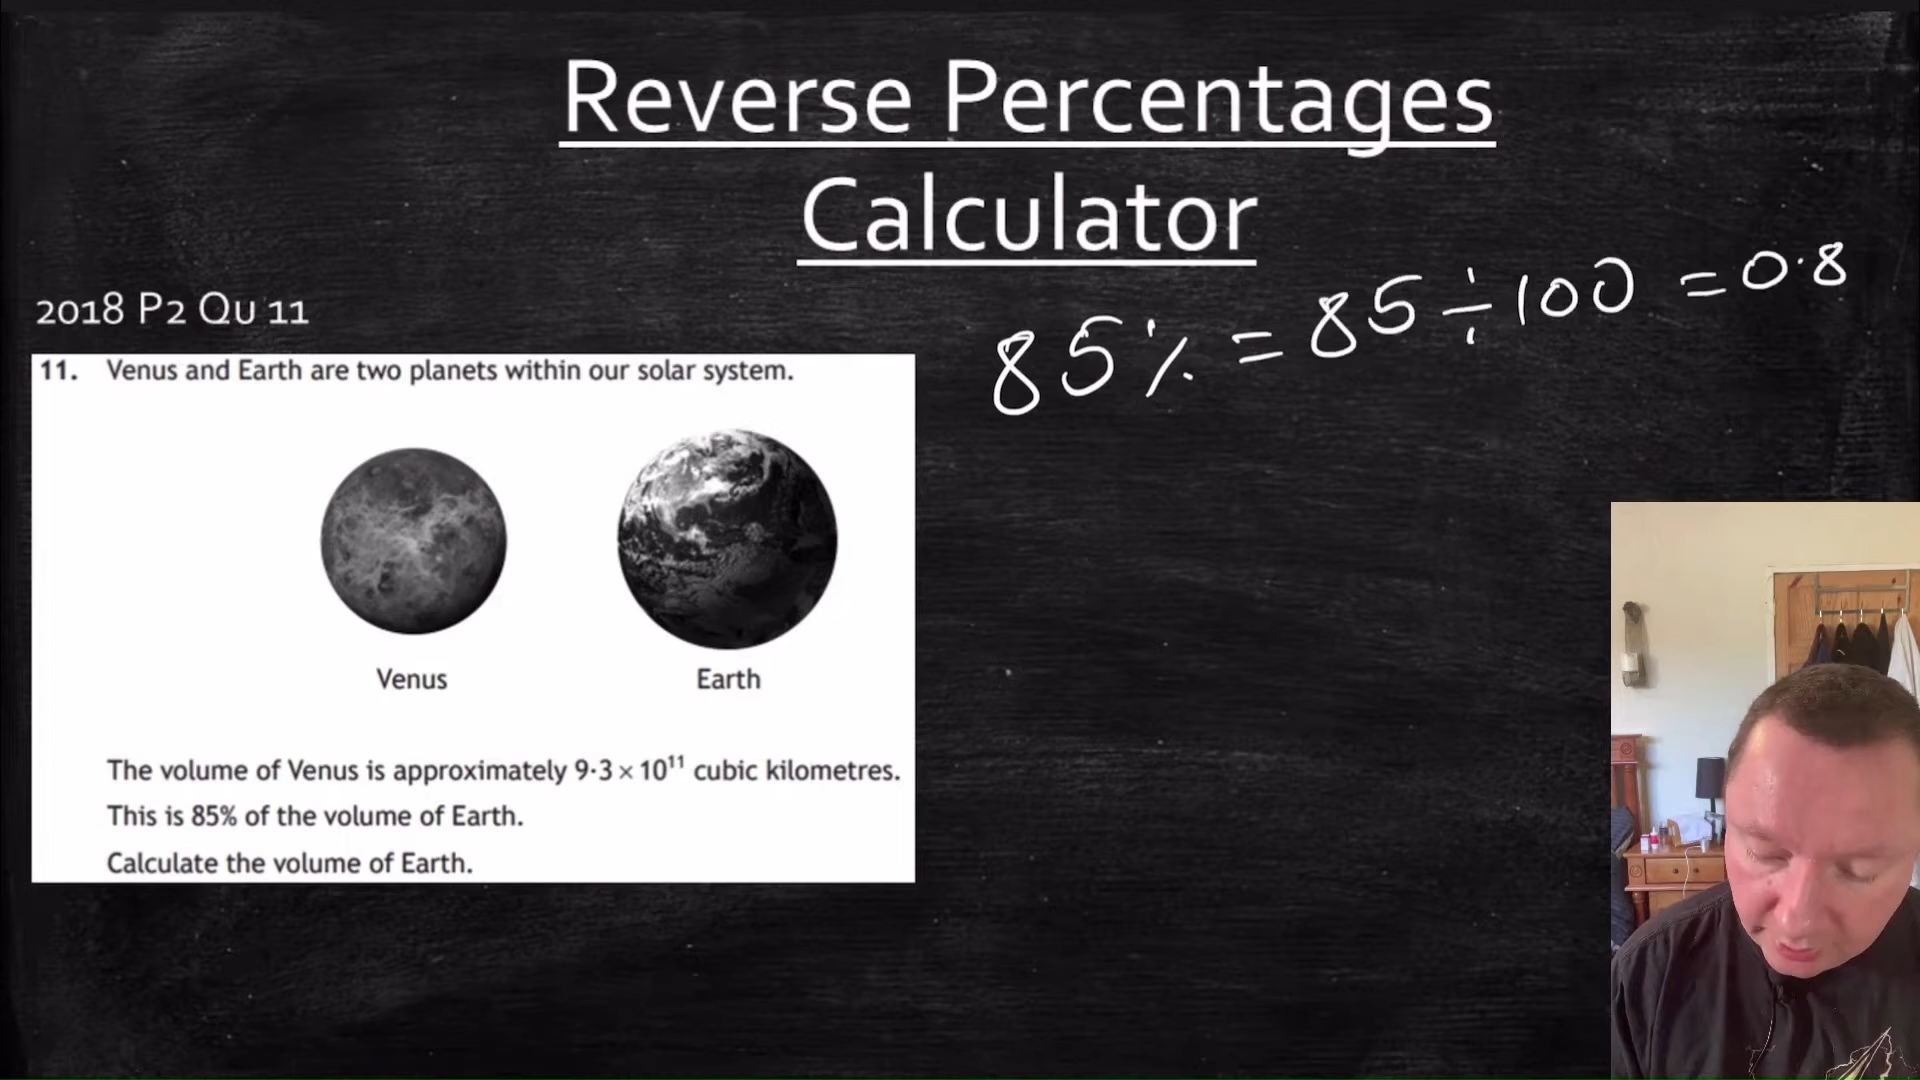 Reverse Percentages
Calculator
2018 P2 Qu 11
85% = 85 ÷ 100 = 0·8
11. Venus and Earth are two planets within our solar system.
Venus Earth
The volume of Venus is approximately 9·3 × 10¹¹ cubic kilometres.
This is 85% of the volume of Earth.
Calculate the volume of Earth.